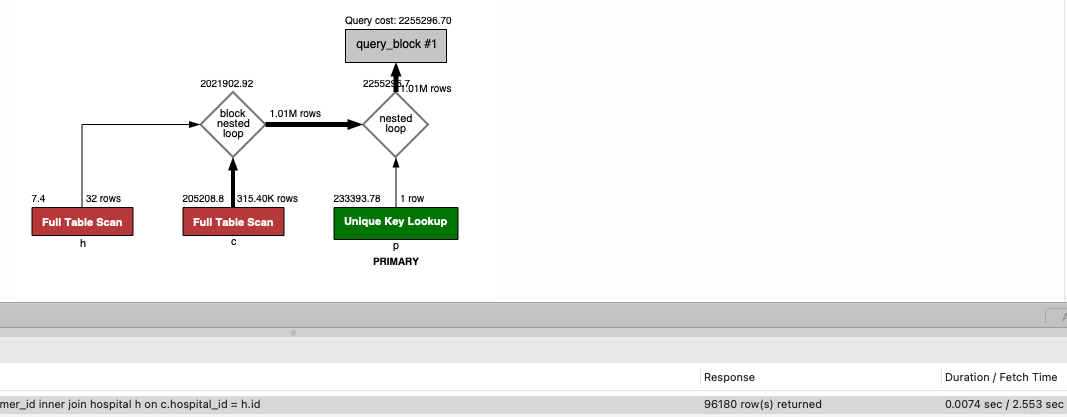 Query cost: 2255296.70
query_block #1
2021902.92
1.01M rows
block
nested
loop
1.01M rows
nested
loop
7.4
32 rows
205208.8
315.40K rows
233393.78
1 row
Full Table Scan
Full Table Scan
Unique Key Lookup
h
c
p
PRIMARY
Response
Duration / Fetch Time
mer_id inner join hospital h on c.hospital_id = h.id
96180 row(s) returned
0.0074 sec / 2.553 sec